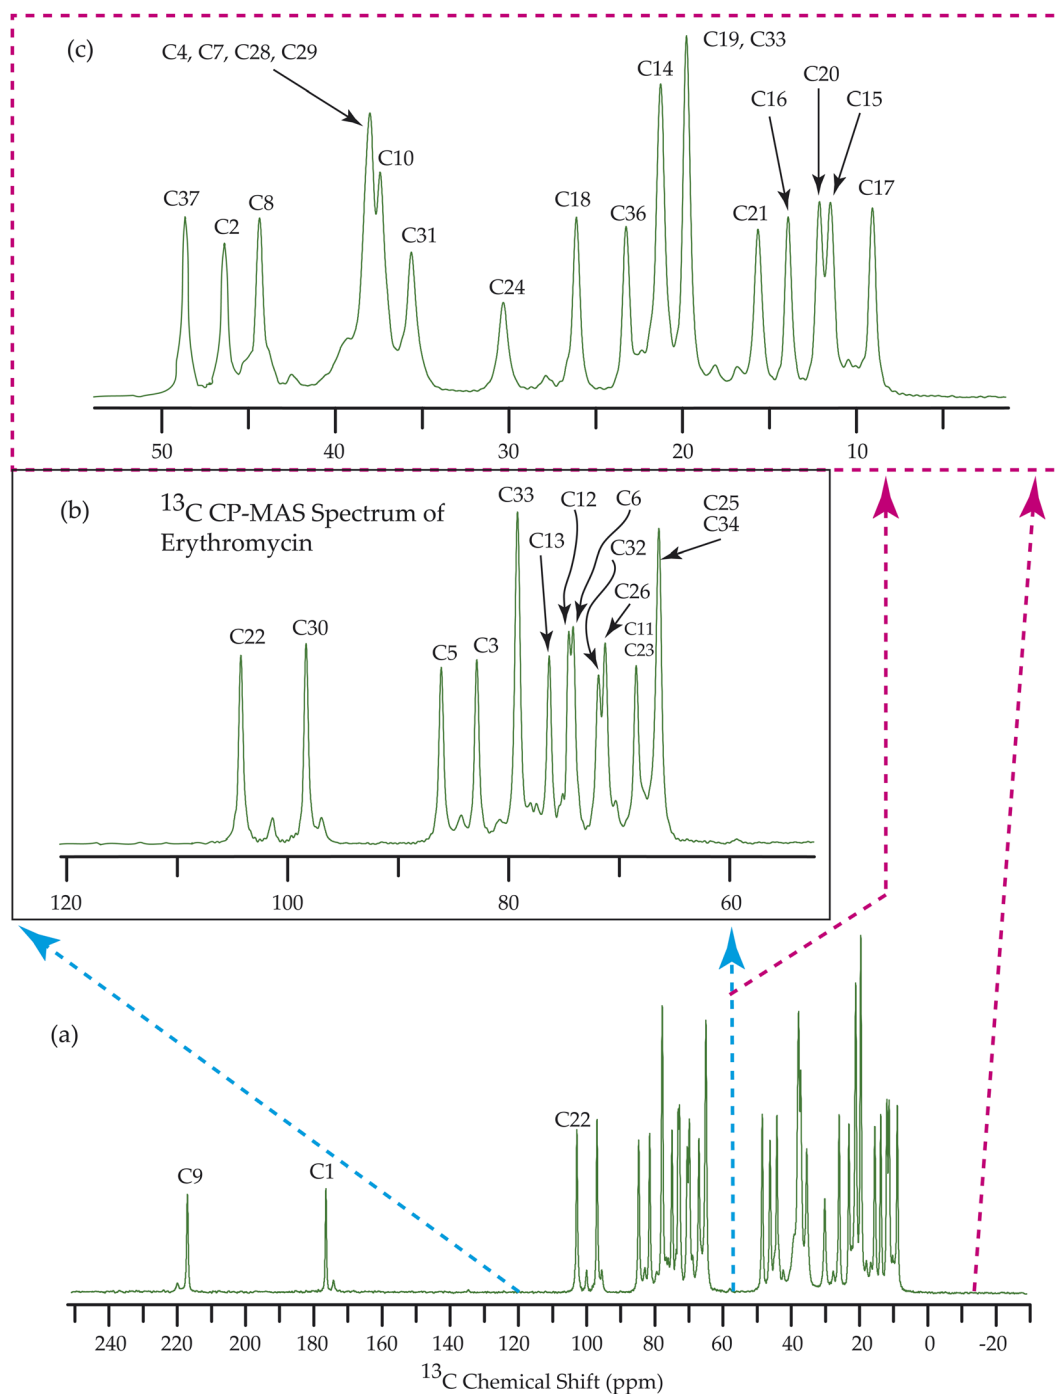 (c)
C4, C7, C28, C29
C19, C33
C14
C20
C16
C15
C10
C37
C2
C8
C31
C24
C18
C36
C21
C17
50
40
30
20
10
(b)
¹³C CP-MAS Spectrum of
Erythromycin
C33
C12
C6
C25
C34
C13
C32
C26
C11
C23
C22
C30
C5
C3
120
100
80
60
(a)
C22
C9
C1
240
220
200
180
160
140
120
100
80
60
40
20
0
-20
¹³C Chemical Shift (ppm)